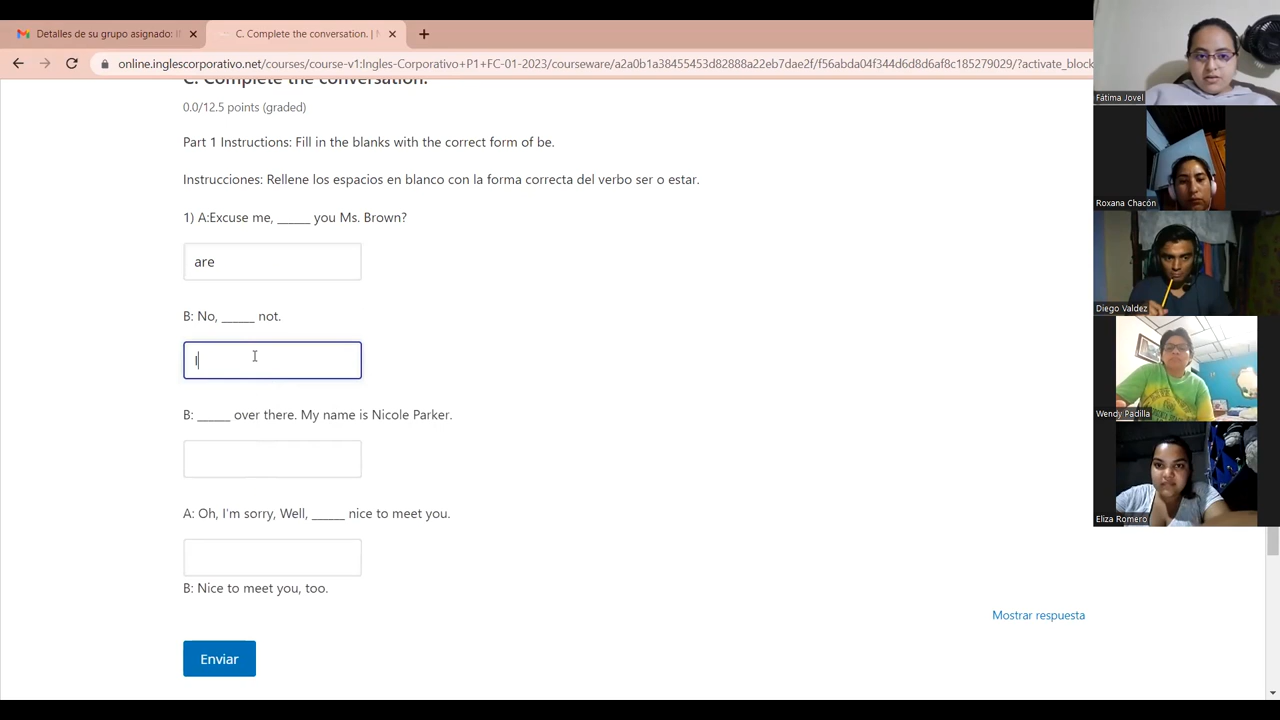 Detalles de su grupo asignado: I
C. Complete the conversation. |
online.inglescorporativo.net/courses/course-v1:Ingles-Corporativo+P1+FC-01-2023/courseware/a2a0b1a38455453d82888a22eb7dae2f/f56abda04f344d6d8d6af8c185279029/?activate_block
C. Complete the conversation.
0.0/12.5 points (graded)
Part 1 Instructions: Fill in the blanks with the correct form of be.
Instrucciones: Rellene los espacios en blanco con la forma correcta del verbo ser o estar.
1) A:Excuse me, ______ you Ms. Brown?
are
B: No, ______ not.
I
B: ______ over there. My name is Nicole Parker.
A: Oh, I'm sorry, Well, ______ nice to meet you.
B: Nice to meet you, too.
Mostrar respuesta
Enviar
Fátima Jovel
Roxana Chacón
Diego Valdez
Wendy Padilla
Eliza Romero